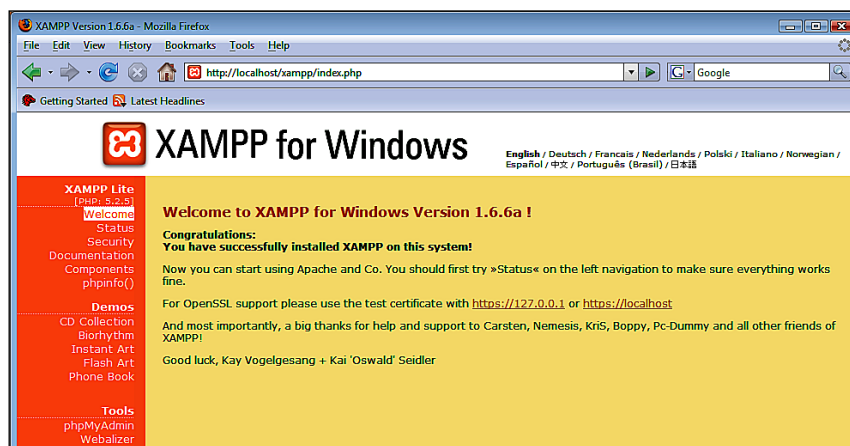 XAMPP Version 1.6.6a - Mozilla Firefox
File Edit View History Bookmarks Tools Help
http://localhost/xampp/index.php
Google
Getting Started Latest Headlines
XAMPP for Windows
English / Deutsch / Francais / Nederlands / Polski / Italiano / Norwegian /
Español / 中文 / Português (Brasil) / 日本語
XAMPP Lite
[PHP: 5.2.5]
Welcome
Status
Security
Documentation
Components
phpinfo()
Demos
CD Collection
Biorhythm
Instant Art
Flash Art
Phone Book
Tools
phpMyAdmin
Webalizer
Welcome to XAMPP for Windows Version 1.6.6a !
Congratulations:
You have successfully installed XAMPP on this system!
Now you can start using Apache and Co. You should first try »Status« on the left navigation to make sure everything works
fine.
For OpenSSL support please use the test certificate with https://127.0.0.1 or https://localhost
And most importantly, a big thanks for help and support to Carsten, Nemesis, KriS, Boppy, Pc-Dummy and all other friends of
XAMPP!
Good luck, Kay Vogelgesang + Kai 'Oswald' Seidler